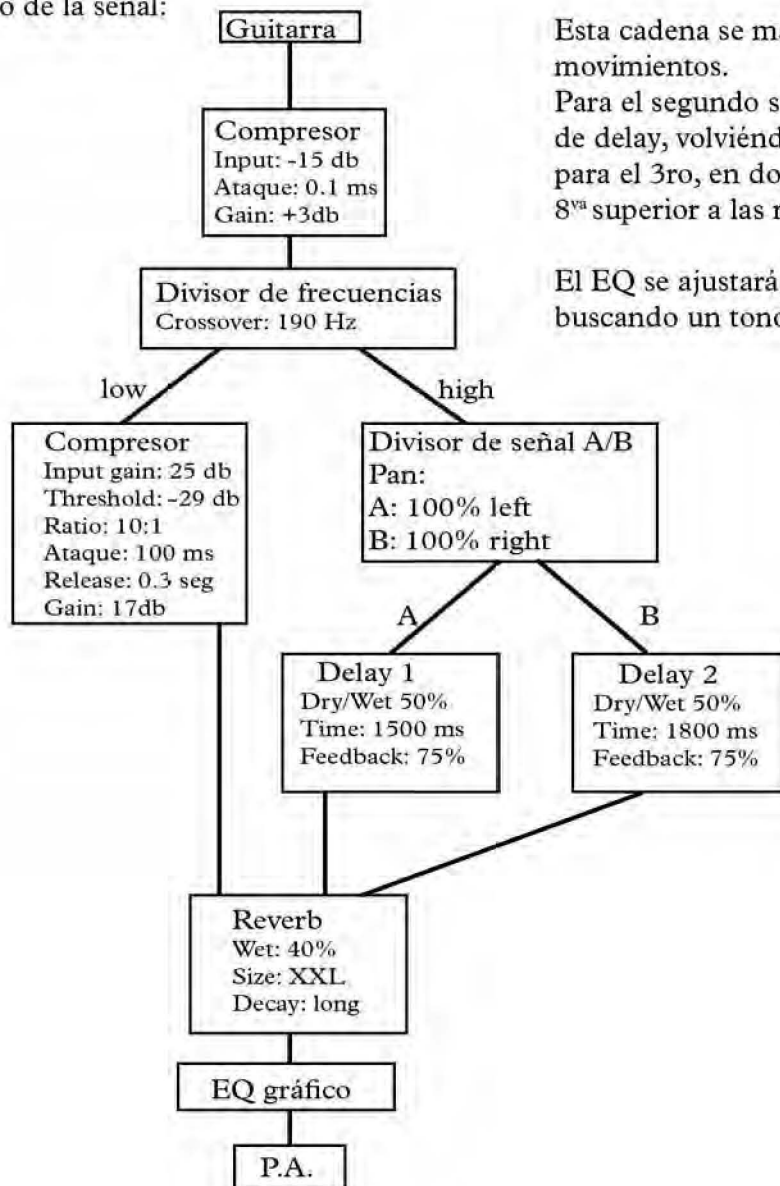 o de la señal:
Guitarra
Esta cadena se ma
movimientos.
Para el segundo s
de delay, volviénd
para el 3ro, en do
8va superior a las r
El EQ se ajustará
buscando un tono
Compresor
Input: -15 db
Ataque: 0.1 ms
Gain: +3db
Divisor de frecuencias
Crossover: 190 Hz
low
high
Compresor
Input gain: 25 db
Threshold: -29 db
Ratio: 10:1
Ataque: 100 ms
Release: 0.3 seg
Gain: 17db
Divisor de señal A/B
Pan:
A: 100% left
B: 100% right
A
B
Delay 1
Dry/Wet 50%
Time: 1500 ms
Feedback: 75%
Delay 2
Dry/Wet 50%
Time: 1800 ms
Feedback: 75%
Reverb
Wet: 40%
Size: XXL
Decay: long
EQ gráfico
P.A.